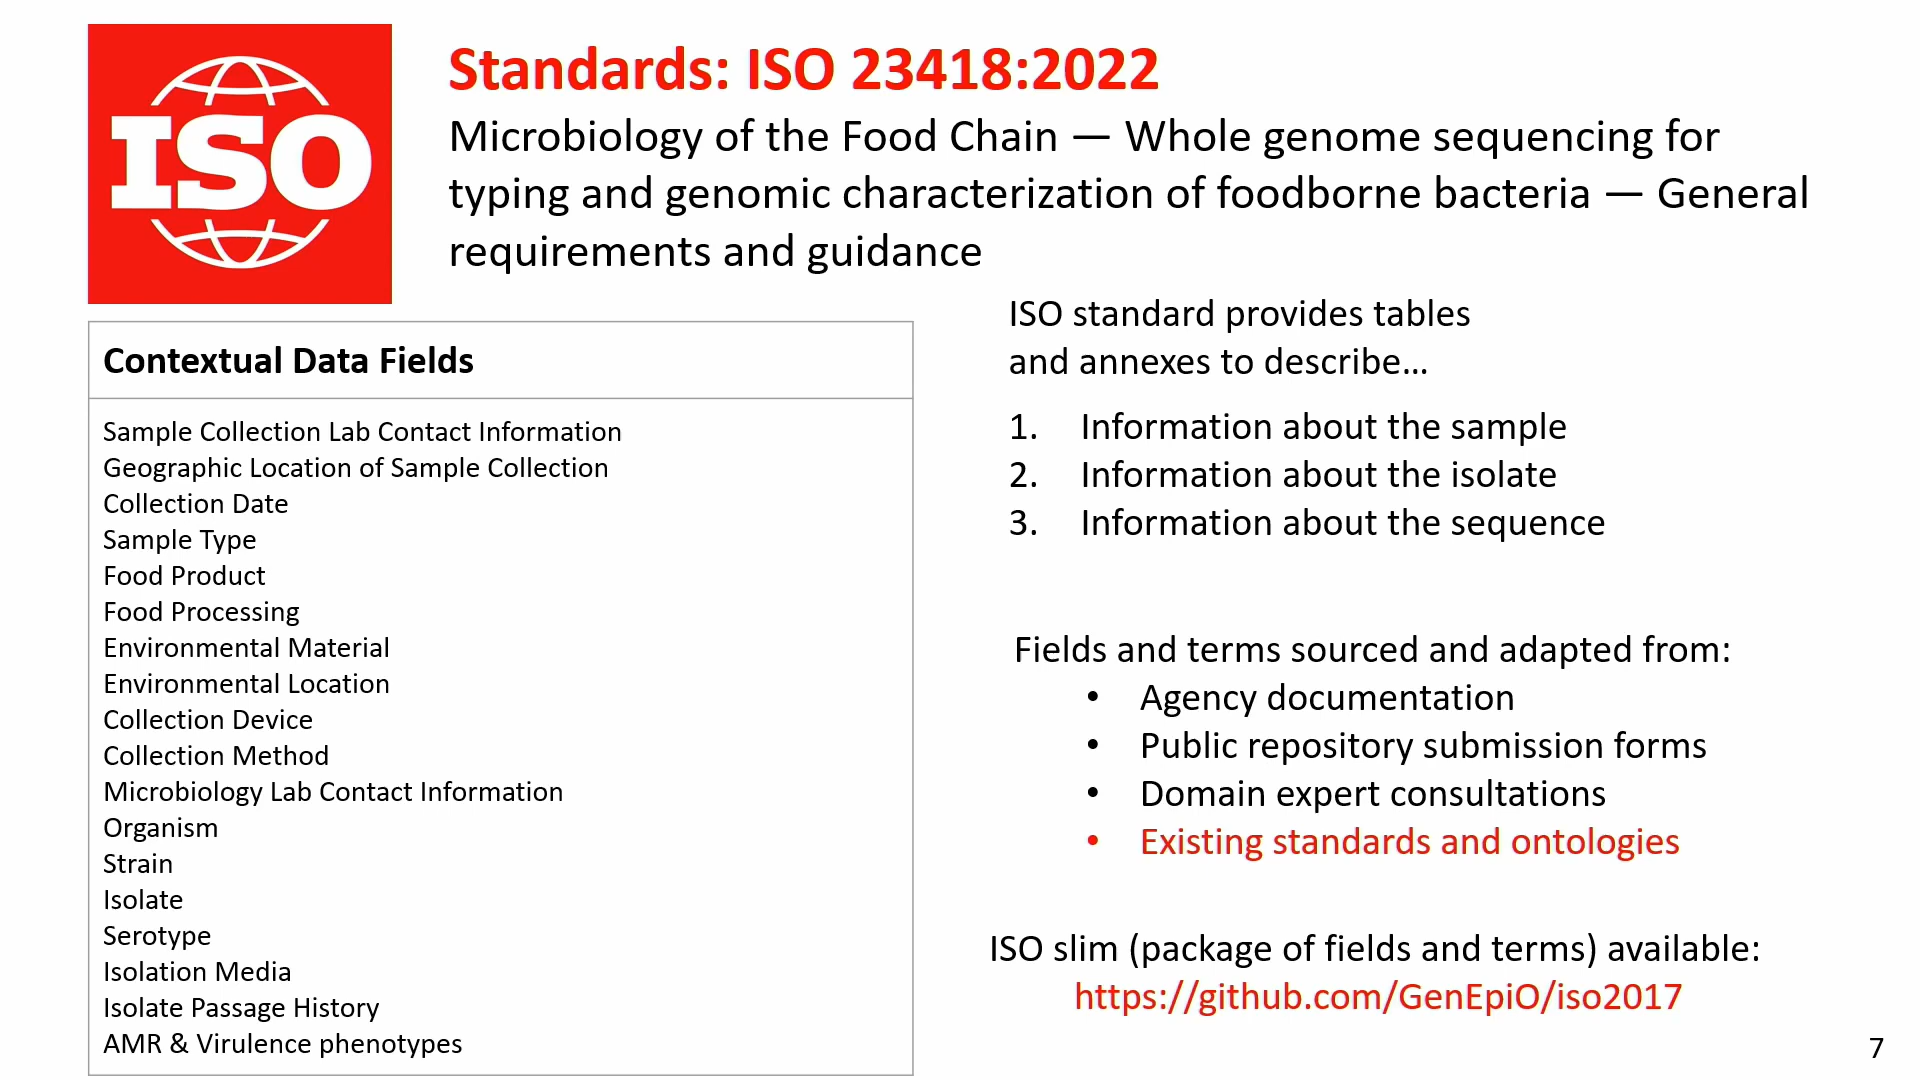 ISO
Standards: ISO 23418:2022
Microbiology of the Food Chain — Whole genome sequencing for
typing and genomic characterization of foodborne bacteria — General
requirements and guidance
Contextual Data Fields
Sample Collection Lab Contact Information
Geographic Location of Sample Collection
Collection Date
Sample Type
Food Product
Food Processing
Environmental Material
Environmental Location
Collection Device
Collection Method
Microbiology Lab Contact Information
Organism
Strain
Isolate
Serotype
Isolation Media
Isolate Passage History
AMR & Virulence phenotypes
ISO standard provides tables
and annexes to describe…
1. Information about the sample
2. Information about the isolate
3. Information about the sequence
Fields and terms sourced and adapted from:
• Agency documentation
• Public repository submission forms
• Domain expert consultations
• Existing standards and ontologies
ISO slim (package of fields and terms) available:
https://github.com/GenEpiO/iso2017
7